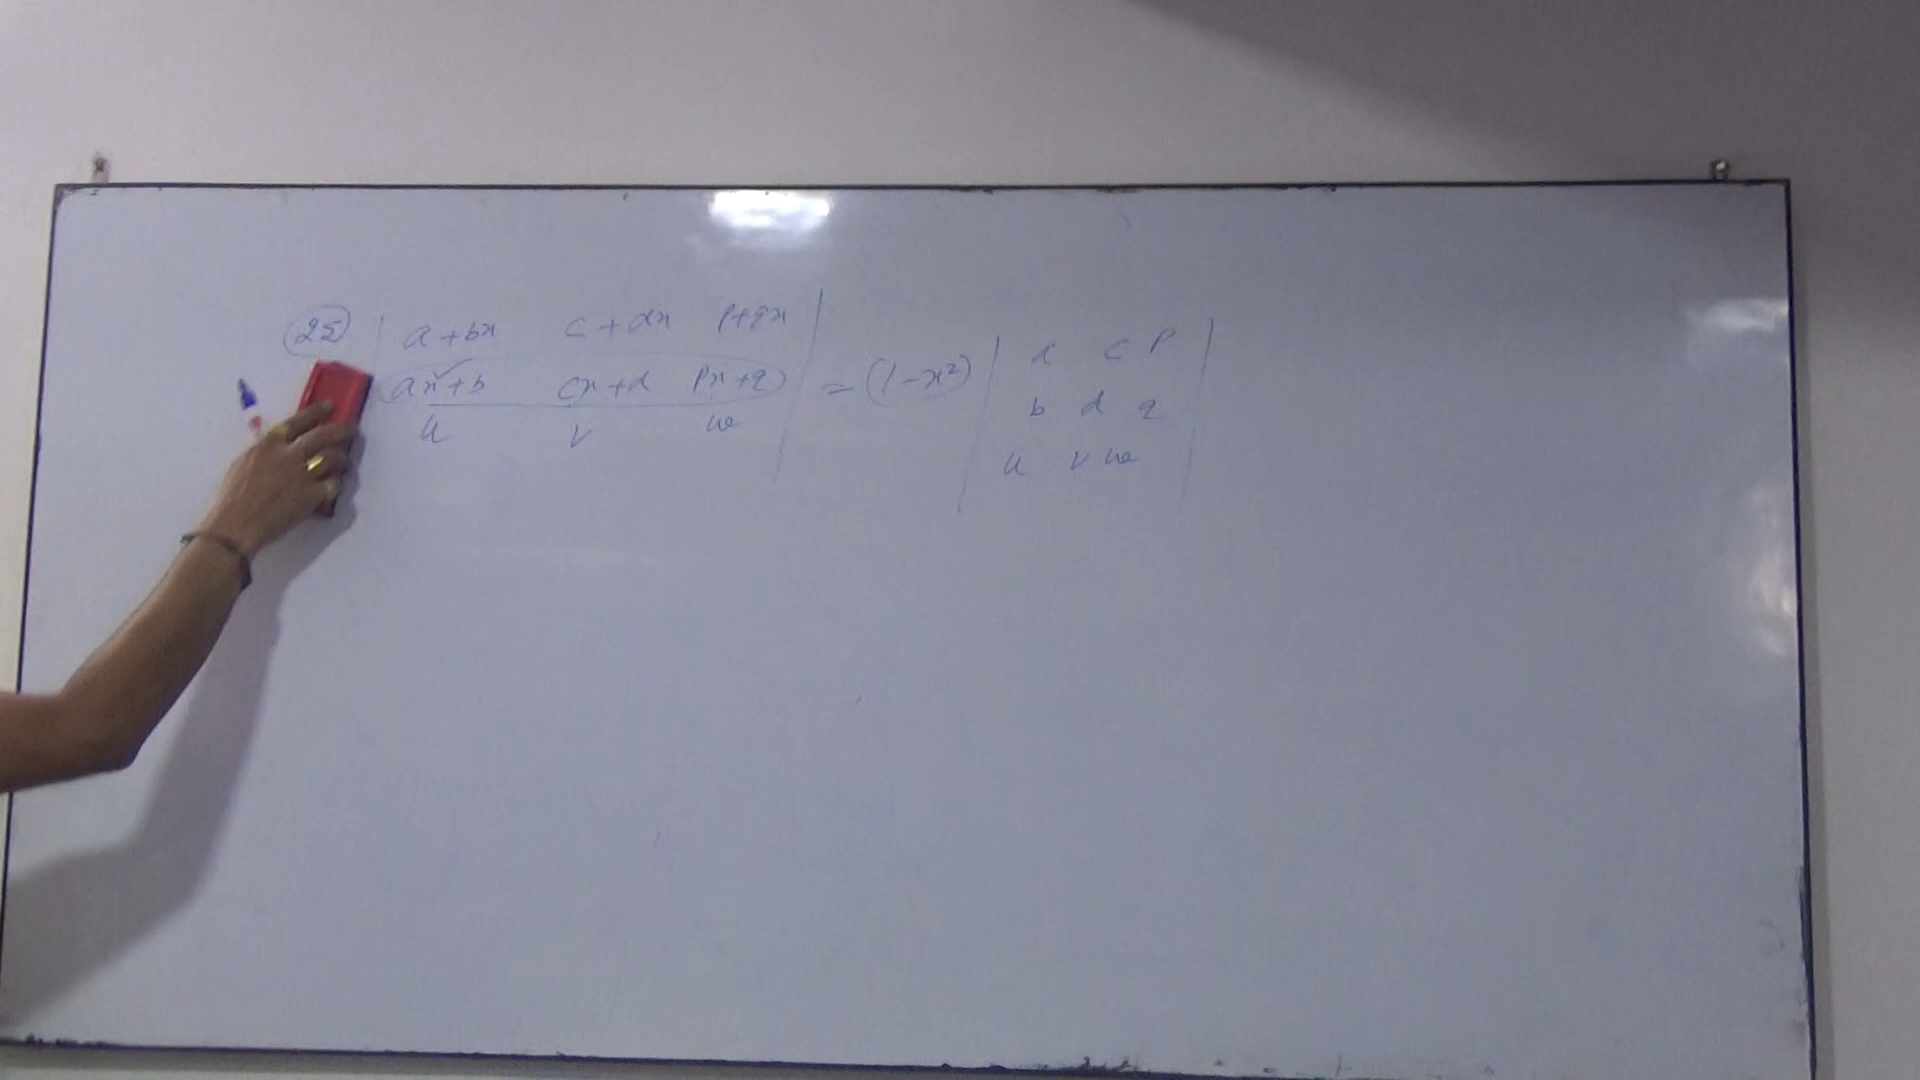 25 | a+bx c+dx p+qx |
| ax+b cx+d px+q | = (1-x²) | a c p |
| u v w | | b d q |
| u v w |